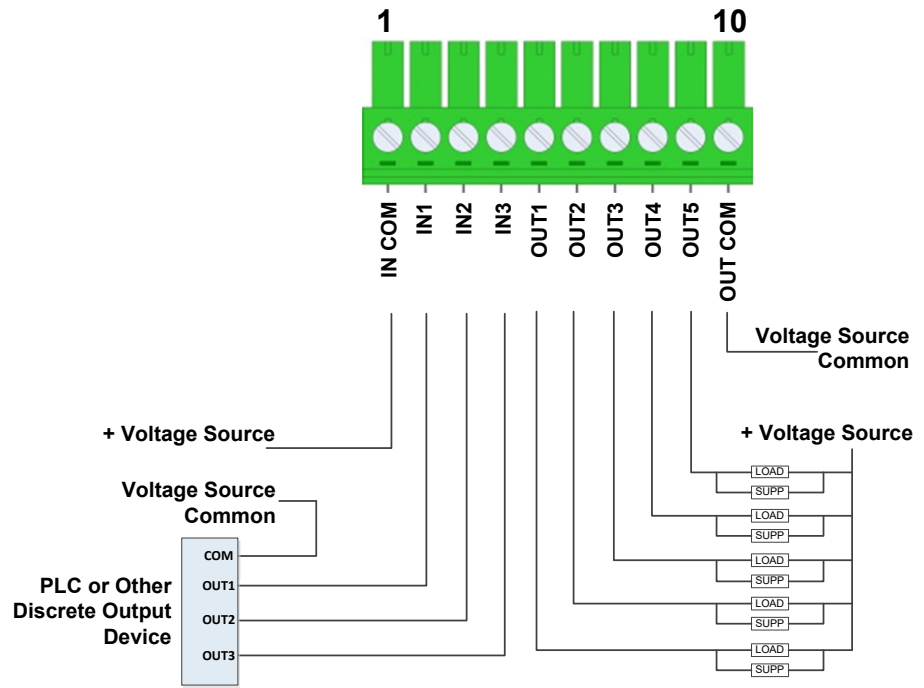 1
10
IN COM
IN1
IN2
IN3
OUT1
OUT2
OUT3
OUT4
OUT5
OUT COM
Voltage Source
Common
+ Voltage Source
+ Voltage Source
LOAD
SUPP
Voltage Source
Common
LOAD
SUPP
COM
LOAD
SUPP
PLC or Other
Discrete Output
Device
OUT1
OUT2
OUT3
LOAD
SUPP
LOAD
SUPP